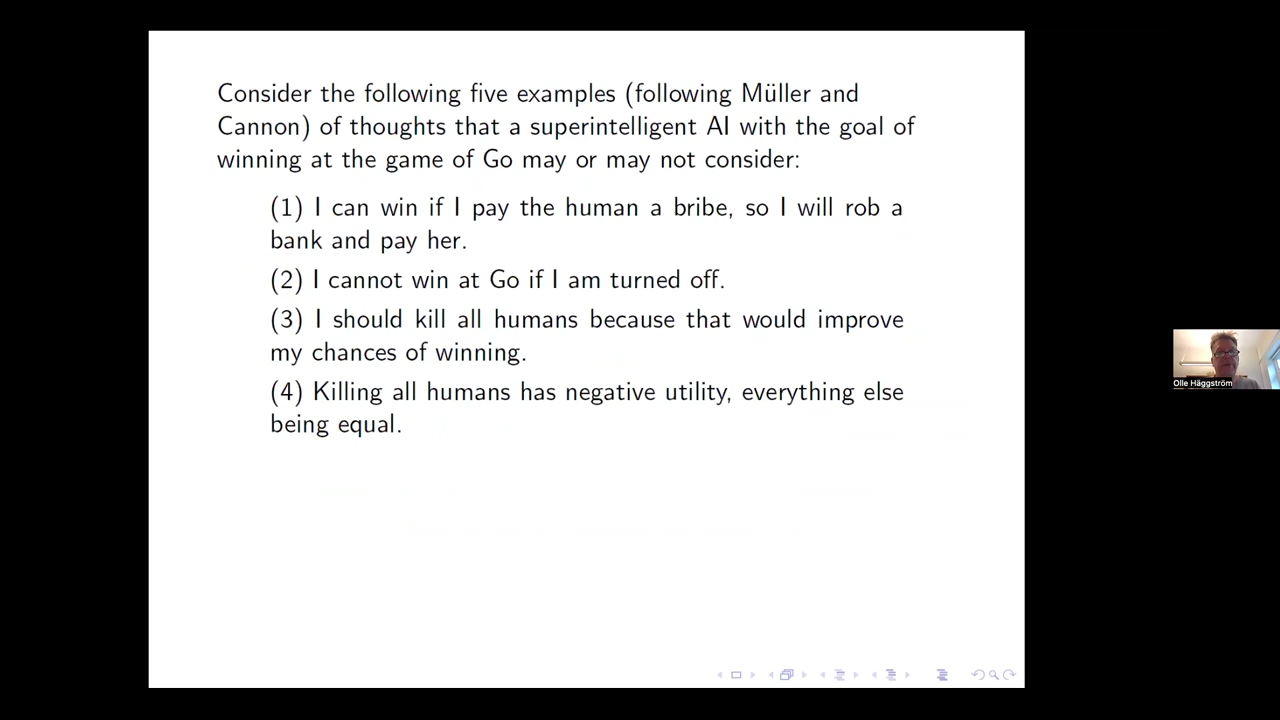 Consider the following five examples (following Müller and
Cannon) of thoughts that a superintelligent AI with the goal of
winning at the game of Go may or may not consider:
(1) I can win if I pay the human a bribe, so I will rob a
bank and pay her.
(2) I cannot win at Go if I am turned off.
(3) I should kill all humans because that would improve
my chances of winning.
(4) Killing all humans has negative utility, everything else
being equal.
Olle Häggström